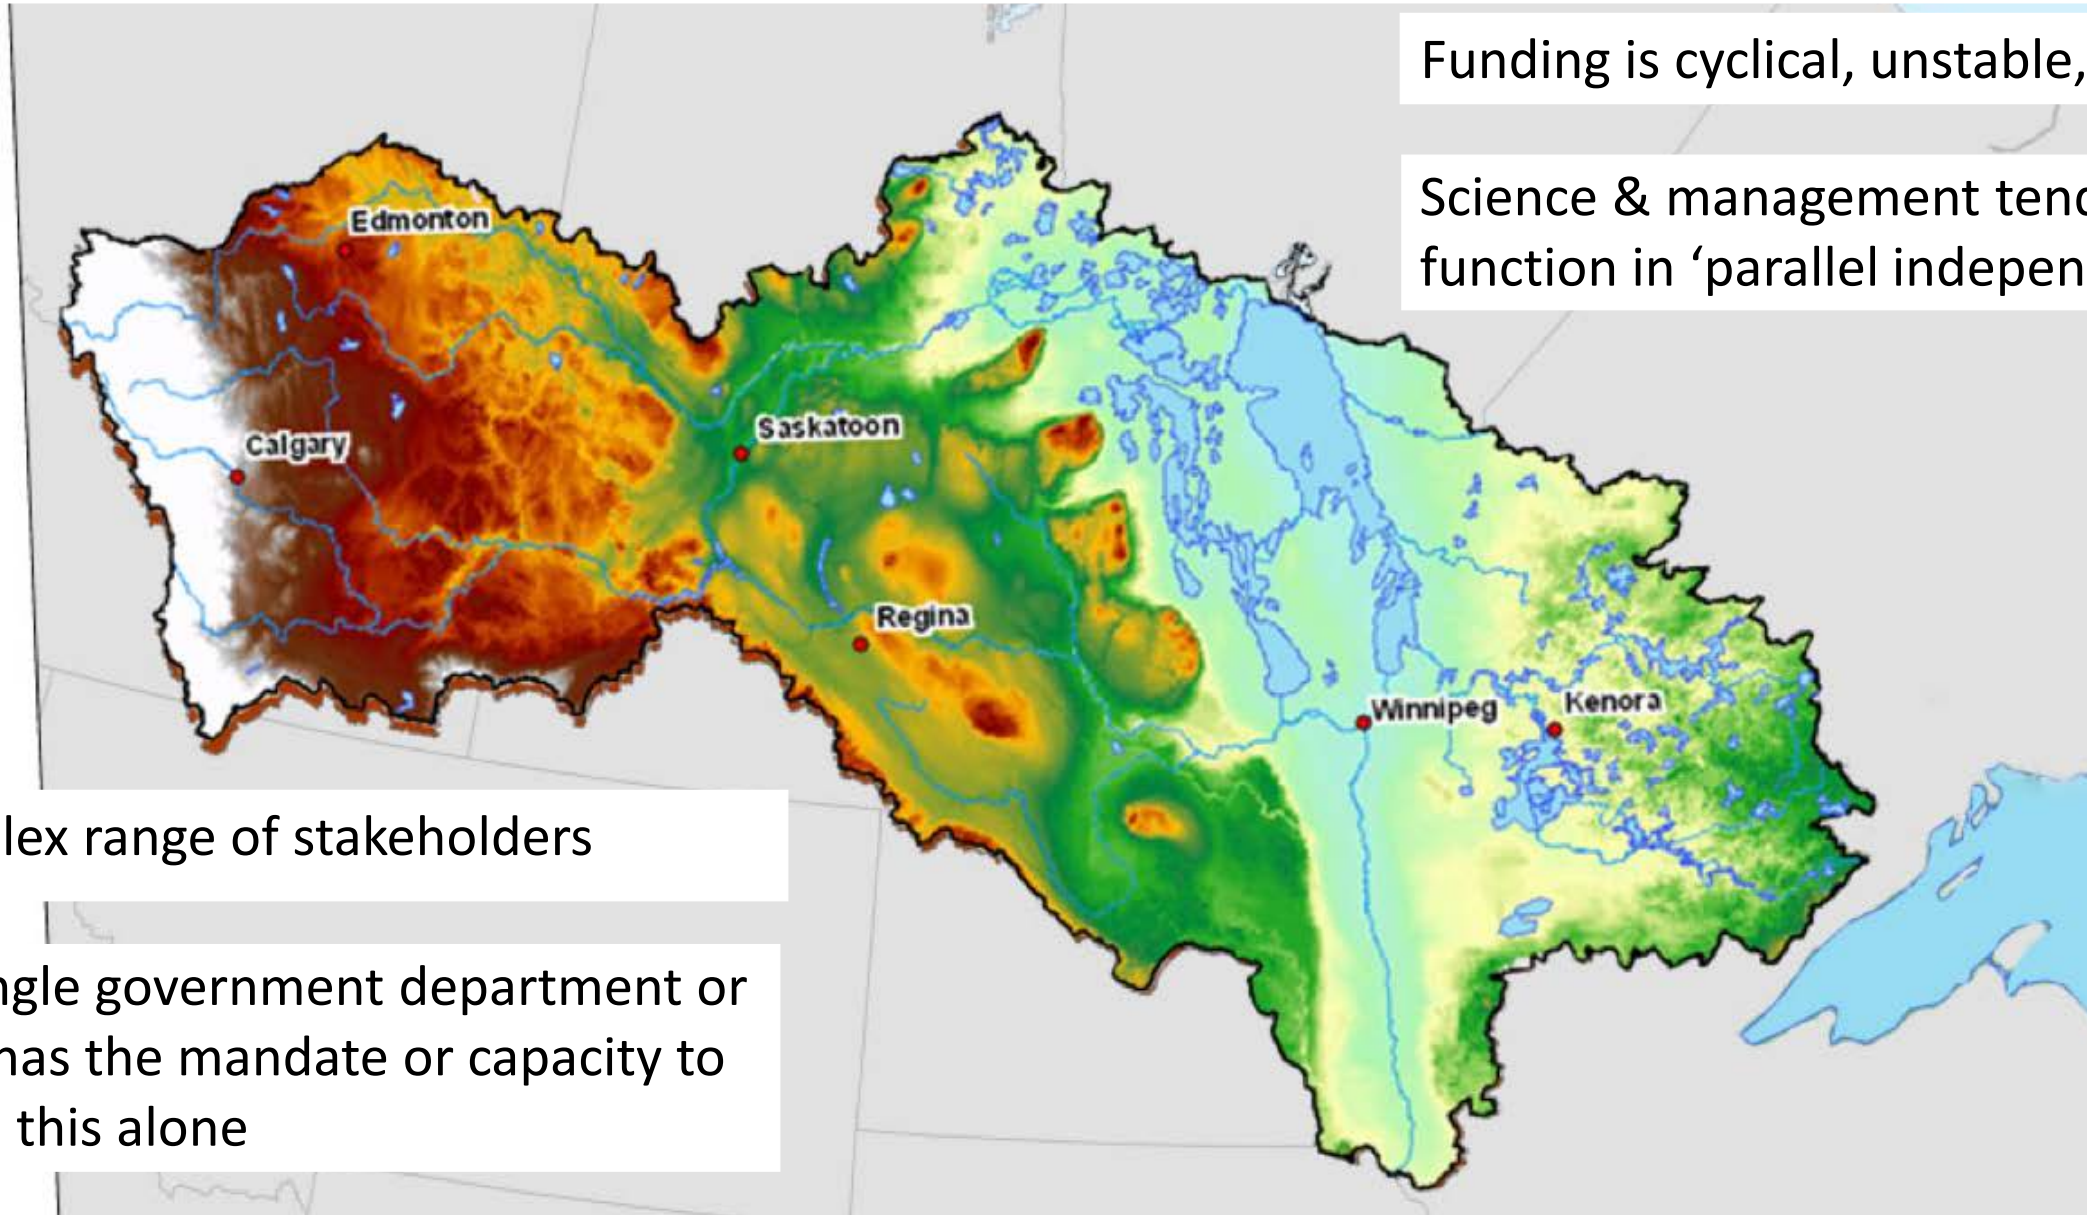 Funding is cyclical, unstable,
Science & management tend
function in ‘parallel indepen
Edmonton
Calgary
Saskatoon
Regina
Winnipeg
Kenora
lex range of stakeholders
ngle government department or
has the mandate or capacity to
this alone